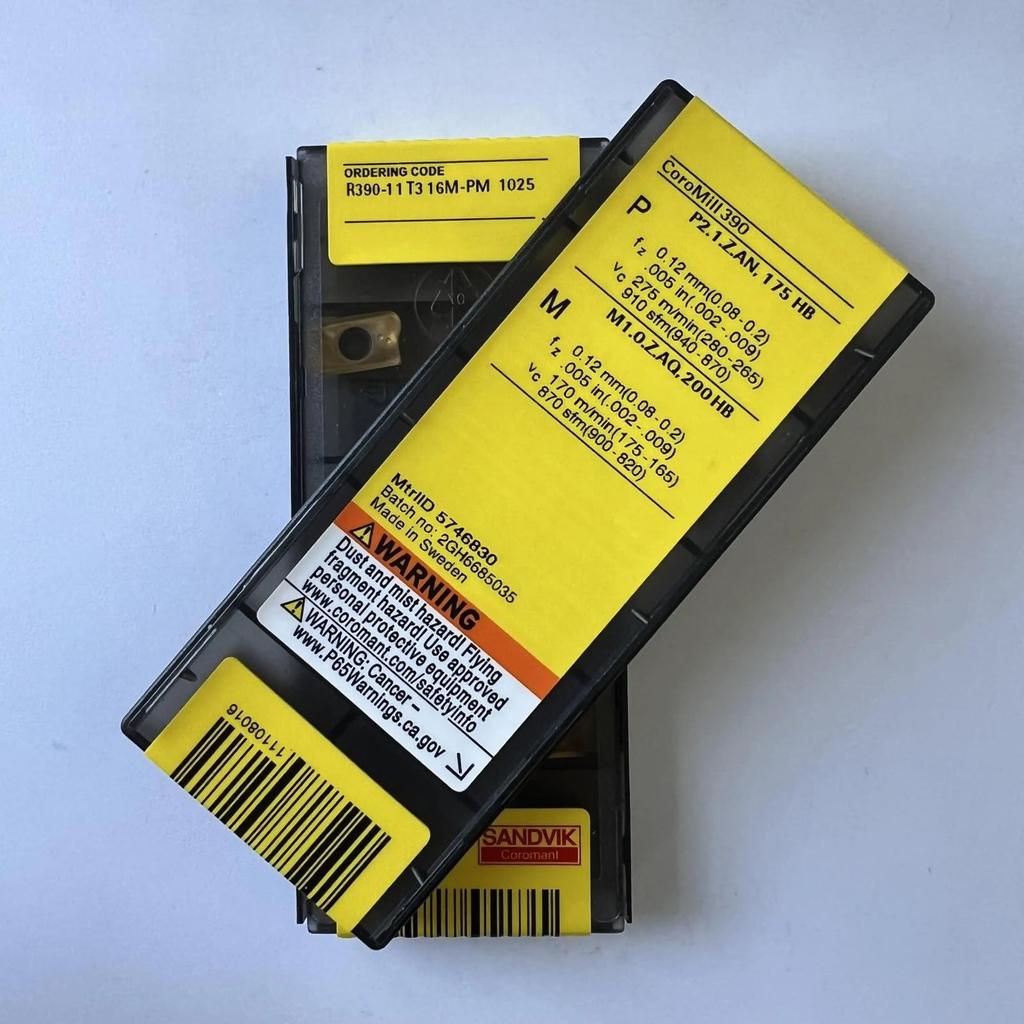 ORDERING CODE
R390-11 T3 16M-PM 1025
CoroMill 390
P
P2.1.Z.AN, 175 HB
fz 0.12 mm(0.08-0.2)
.005 in(.002-.009)
vc 275 m/min(280-265)
910 sfm(940-870)
M
M1.0.Z.AQ,200HB
fz 0.12 mm(0.08-0.2)
.005 in(.002-.009)
vc 170 m/min(175-165)
870 sfm(900-820)
MtrlID 5746830
Batch no: 2GH6685035
Made in Sweden
WARNING
Dust and mist hazard! Flying
fragment hazard! Use approved
personal protective equipment
www.coromant.com/safetyinfo
WARNING: Cancer –
www.P65Warnings.ca.gov
11108016
SANDVIK
Coromant